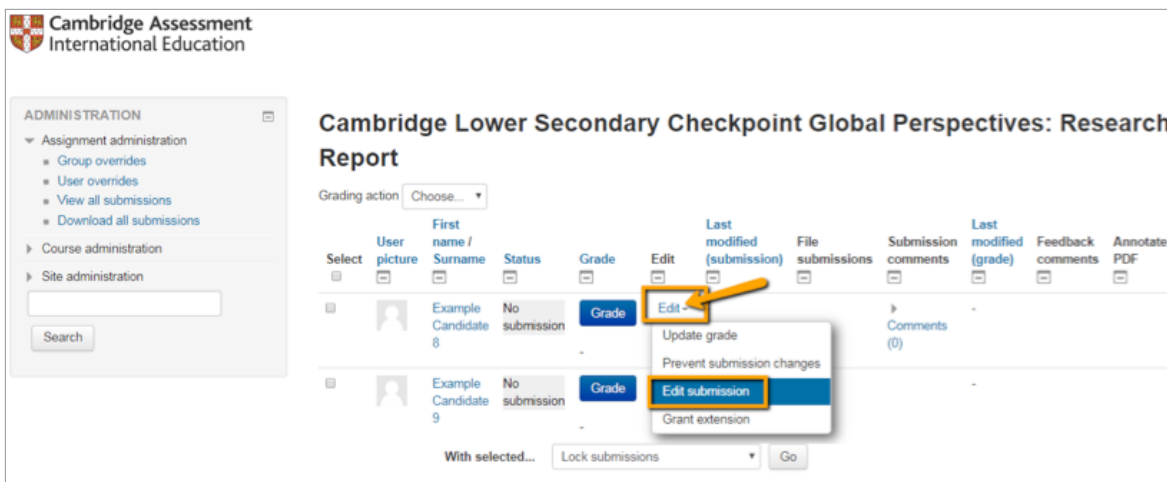 Cambridge Assessment
International Education
ADMINISTRATION
Assignment administration
Group overrides
User overrides
View all submissions
Download all submissions
Course administration
Site administration
Search
Cambridge Lower Secondary Checkpoint Global Perspectives: Research
Report
Grading action Choose...
Select User picture First name / Surname Status Grade Edit Last modified (submission) File submissions Submission comments Last modified (grade) Feedback comments Annotate PDF
Example Candidate 8 No submission Grade - Edit - Comments (0) -
Update grade
Prevent submission changes
Edit submission
Grant extension
Example Candidate 9 No submission Grade - -
With selected... Lock submissions Go